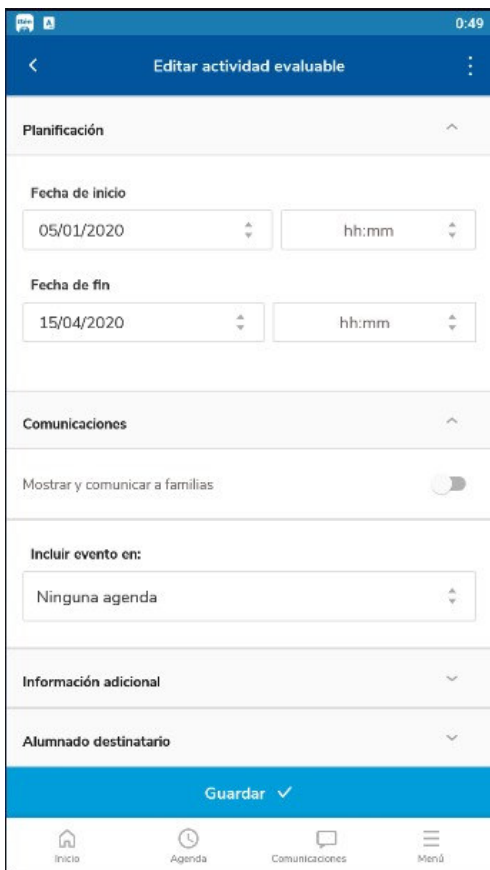 0:49
Editar actividad evaluable
Planificación
Fecha de inicio
05/01/2020 hh:mm
Fecha de fin
15/04/2020 hh:mm
Comunicaciones
Mostrar y comunicar a familias
Incluir evento en:
Ninguna agenda
Información adicional
Alumnado destinatario
Guardar
Inicio Agenda Comunicaciones Menú